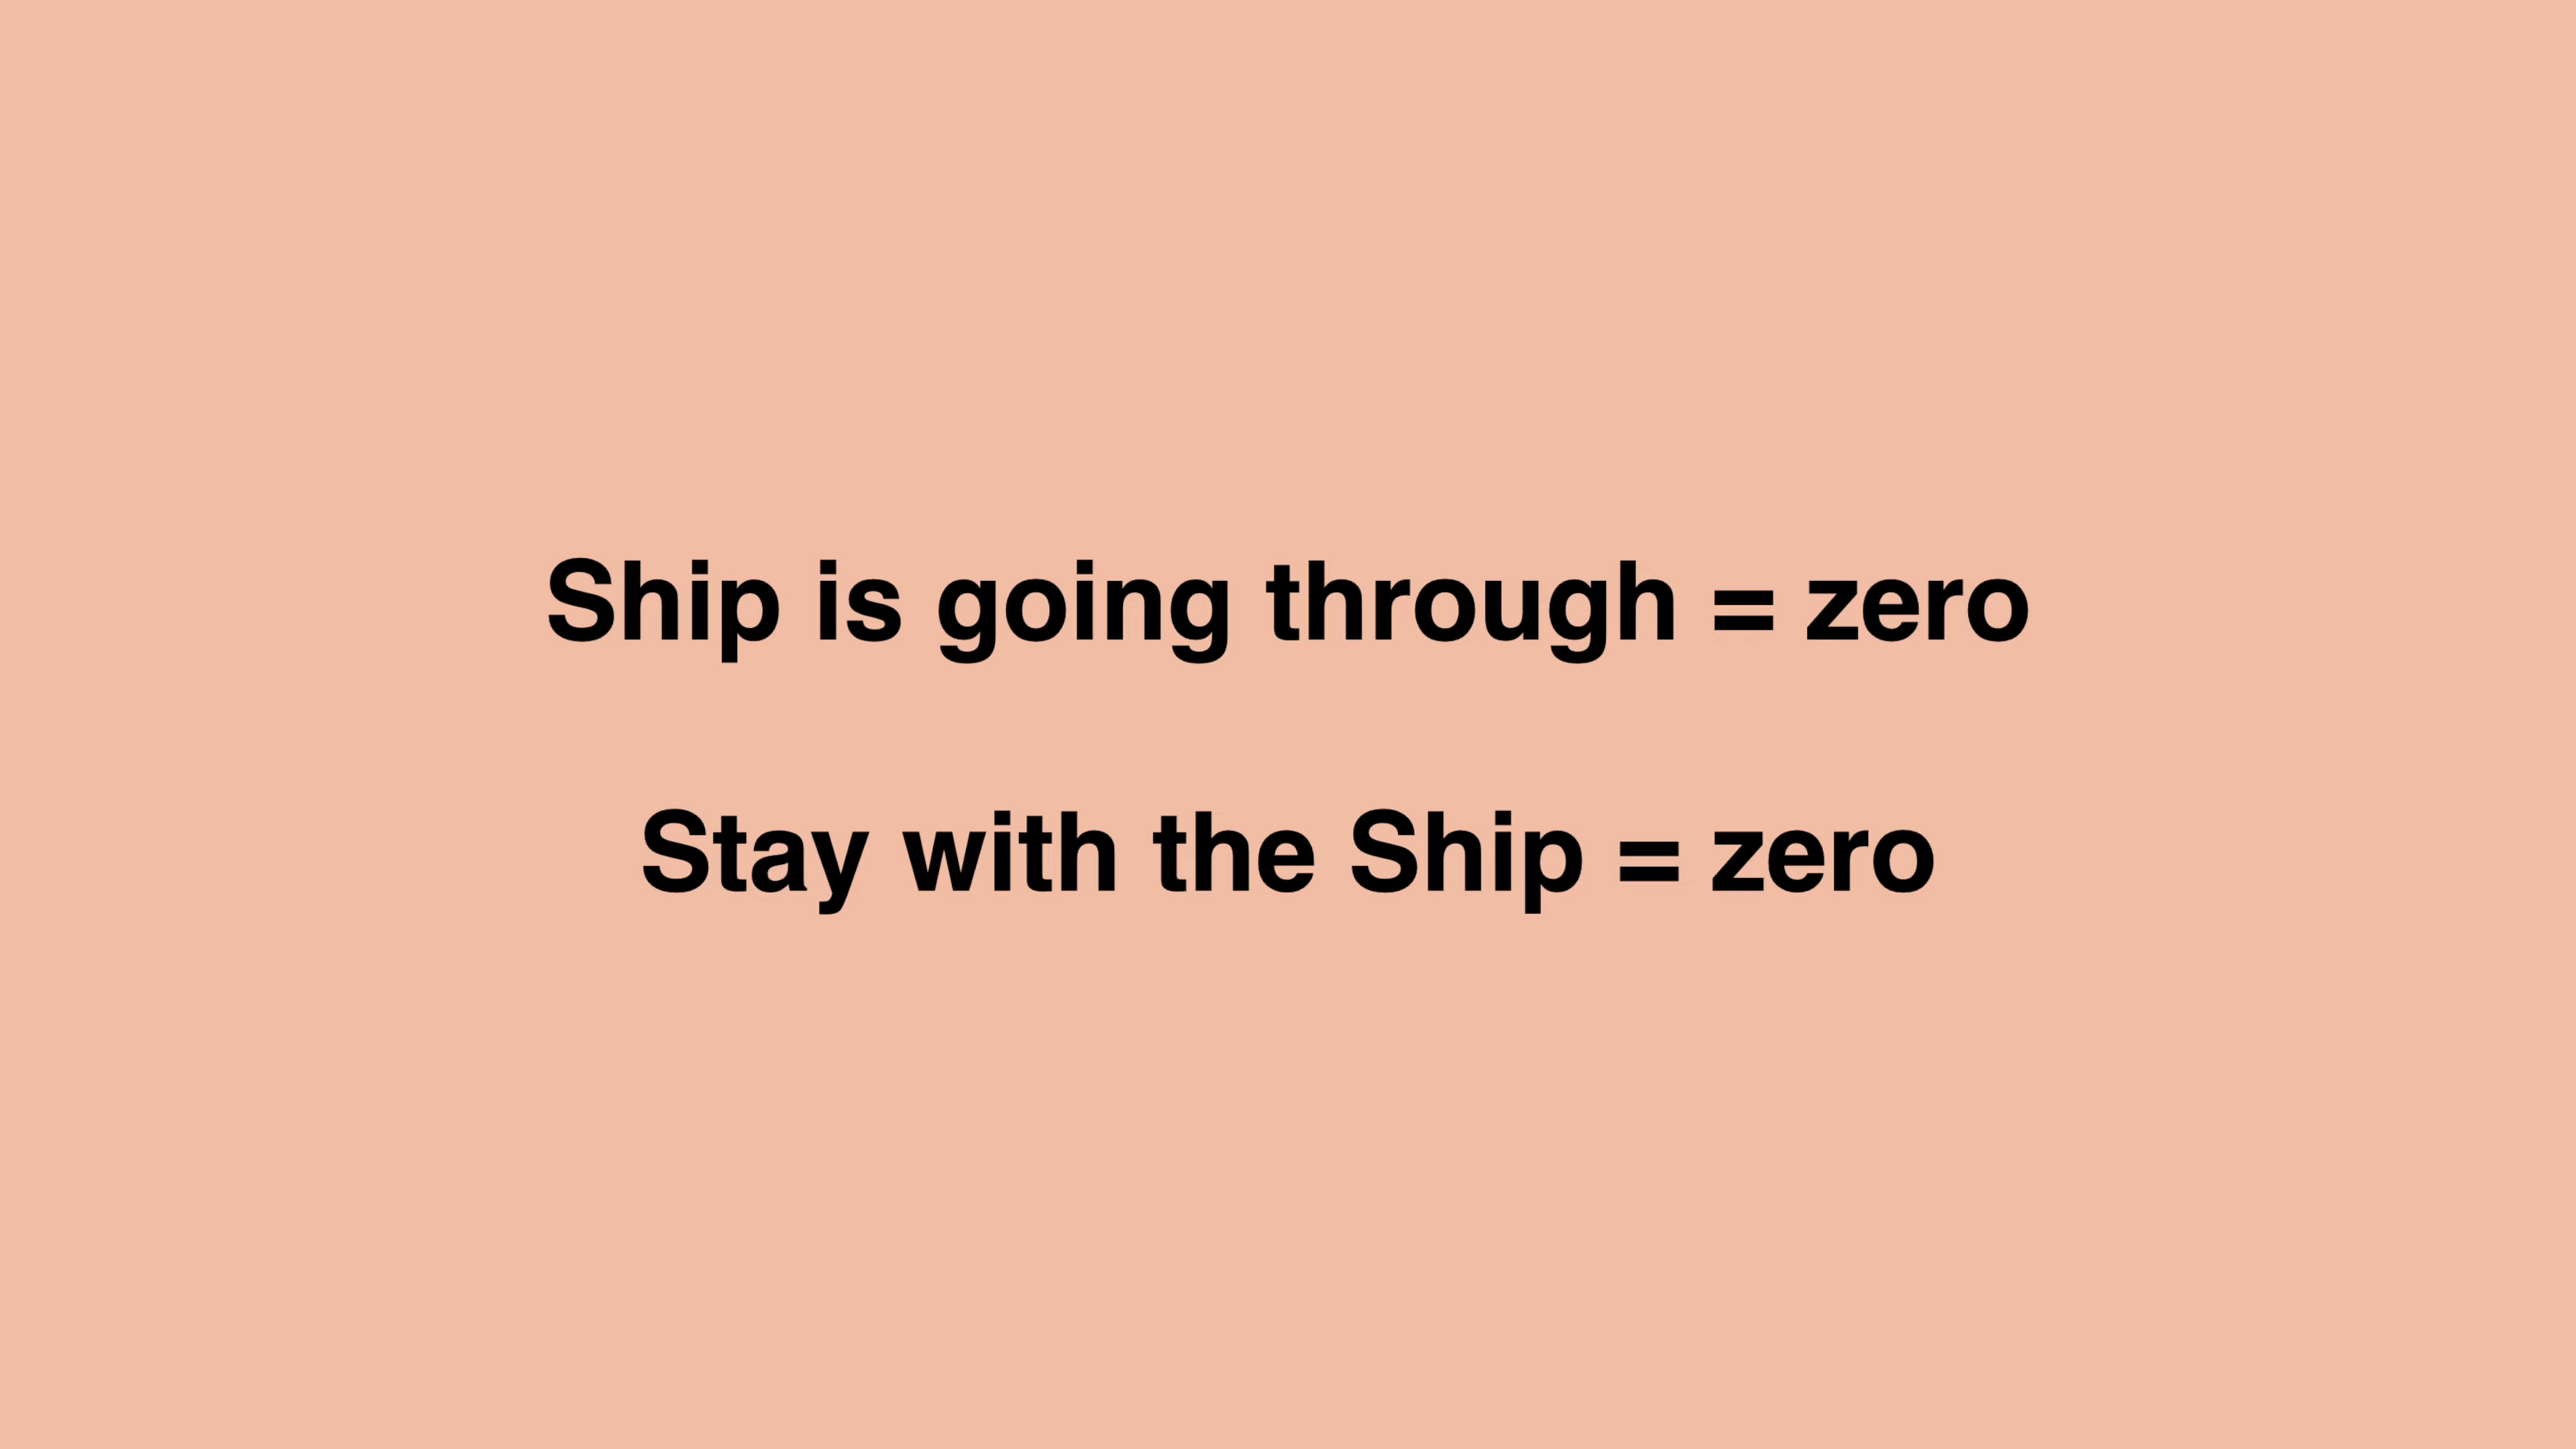 Ship is going through = zero
Stay with the Ship = zero